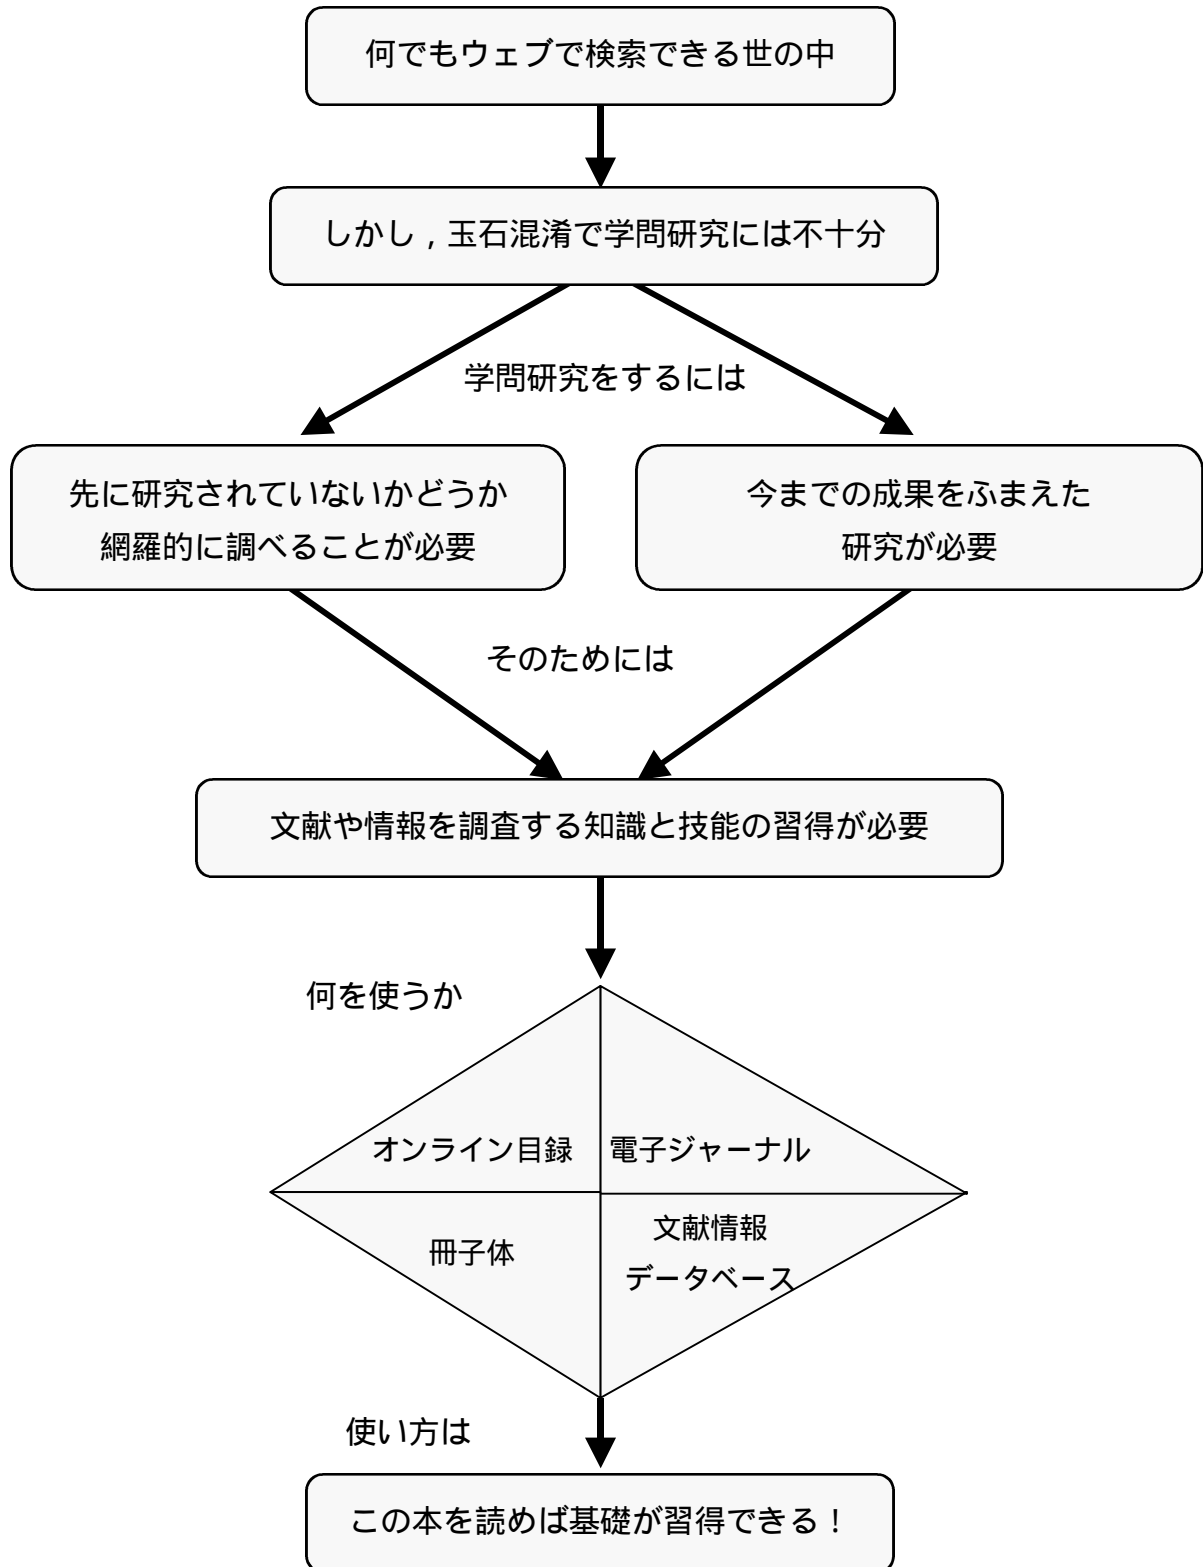 何でもウェブで検索できる世の中
しかし，玉石混淆で学問研究には不十分
学問研究をするには
先に研究されていないかどうか
網羅的に調べることが必要
今までの成果をふまえた
研究が必要
そのためには
文献や情報を調査する知識と技能の習得が必要
何を使うか
オンライン目録
電子ジャーナル
冊子体
文献情報
データベース
使い方は
この本を読めば基礎が習得できる！